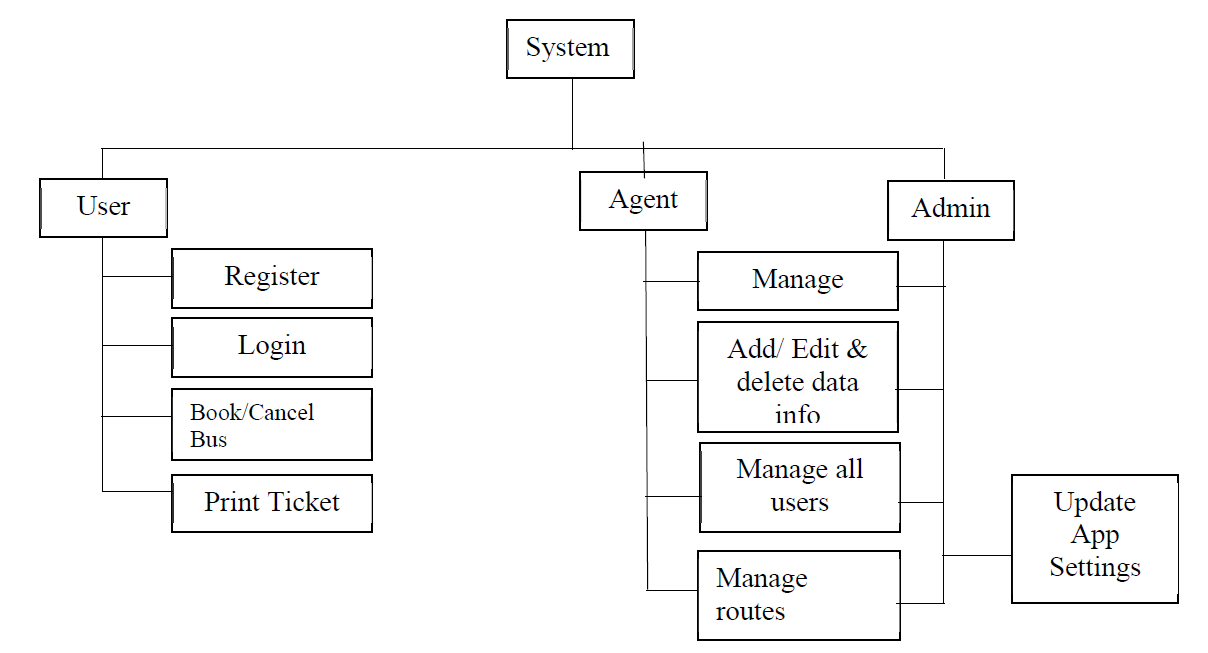 System
User
Agent
Admin
Register
Login
Book/Cancel
Bus
Print Ticket
Manage
Add/ Edit &
delete data
info
Manage all
users
Manage
routes
Update
App
Settings